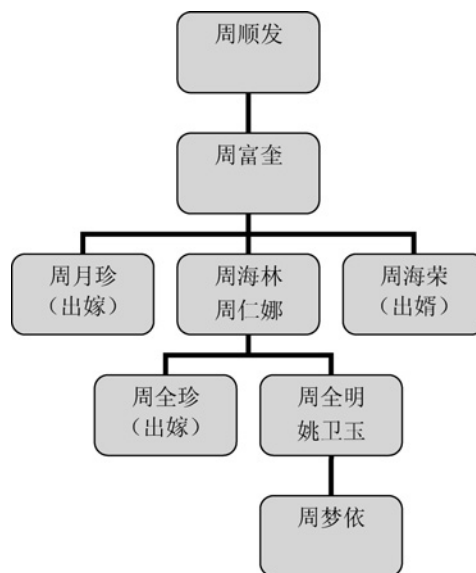 周顺发
周富奎
周月珍
（出嫁）
周海林
周仁娜
周海荣
（出婿）
周全珍
（出嫁）
周全明
姚卫玉
周梦依